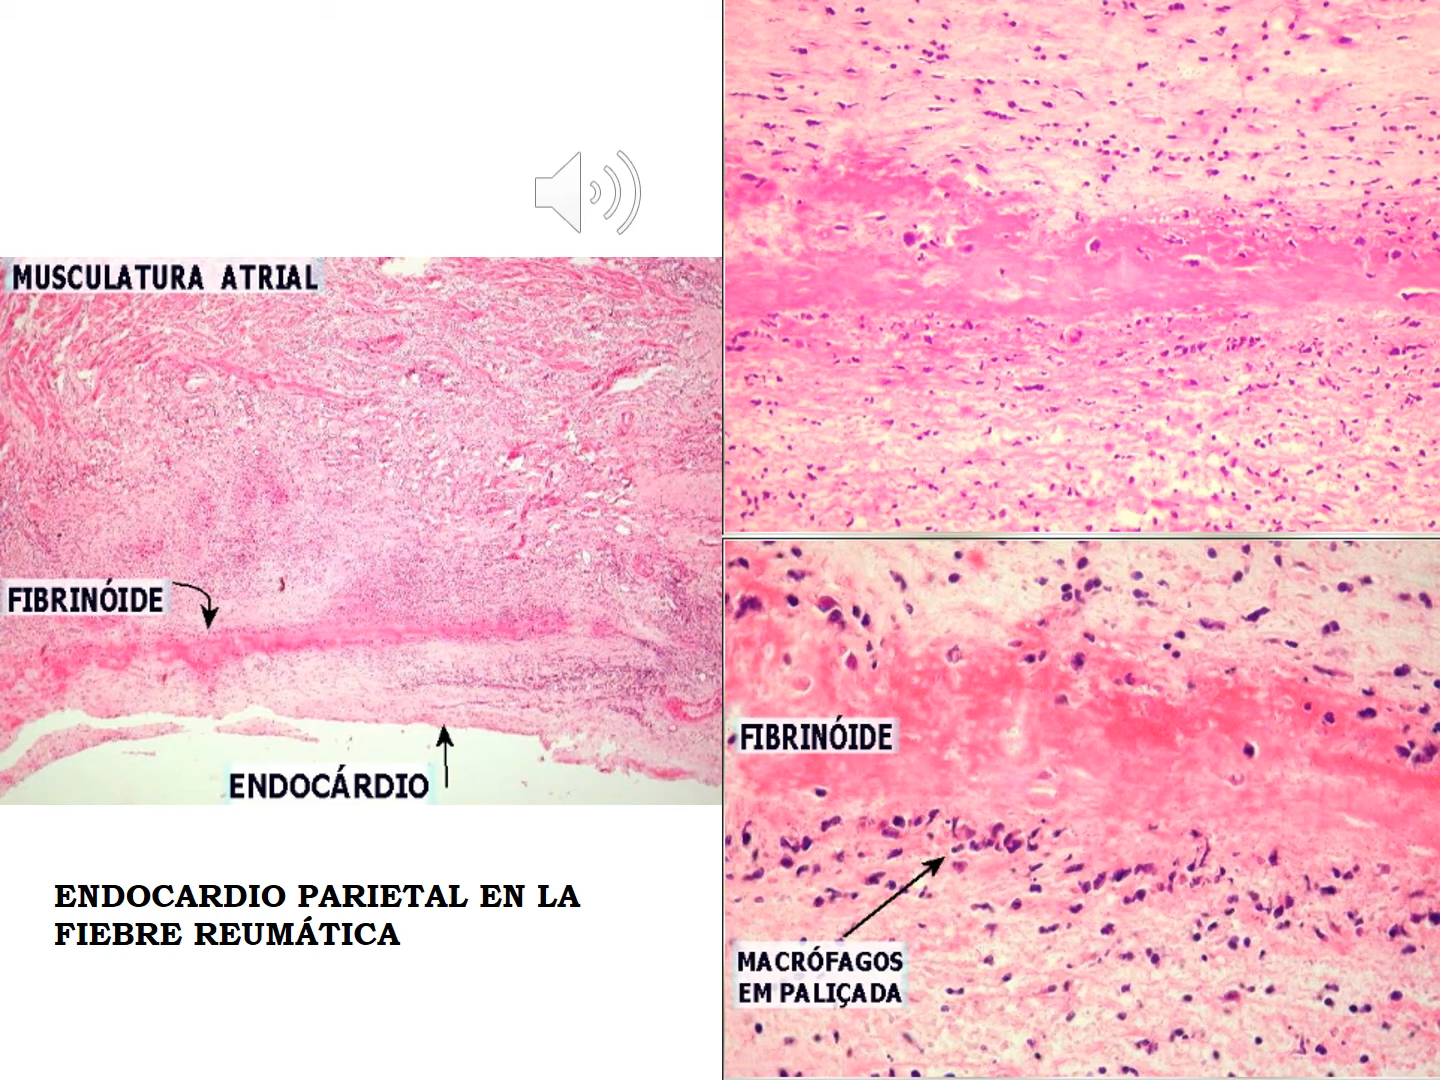 MUSCULATURA ATRIAL
FIBRINÓIDE
ENDOCÁRDIO
ENDOCARDIO PARIETAL EN LA
FIEBRE REUMÁTICA
FIBRINÓIDE
MACRÓFAGOS
EM PALIÇADA